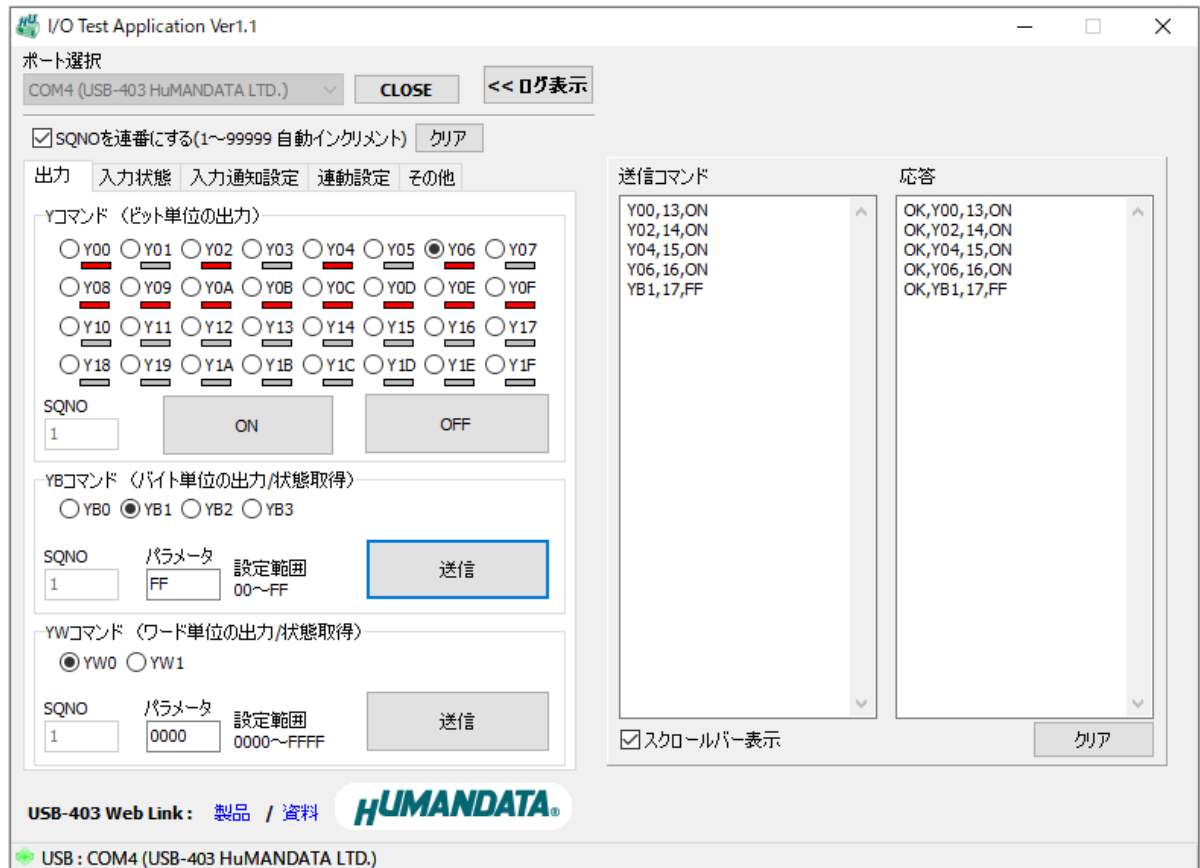 I/O Test Application Ver1.1
ポート選択
COM4 (USB-403 HuMANDATA LTD.)
CLOSE
<< ログ表示
SQNOを連番にする(1～99999 自動インクリメント)
クリア
出力 入力状態 入力通知設定 連動設定 その他
Yコマンド （ビット単位の出力）
Y00 Y01 Y02 Y03 Y04 Y05 Y06 Y07
Y08 Y09 Y0A Y0B Y0C Y0D Y0E Y0F
Y10 Y11 Y12 Y13 Y14 Y15 Y16 Y17
Y18 Y19 Y1A Y1B Y1C Y1D Y1E Y1F
SQNO
1
ON
OFF
YBコマンド （バイト単位の出力/状態取得）
YB0 YB1 YB2 YB3
SQNO
1
パラメータ
FF
設定範囲
00～FF
送信
YWコマンド （ワード単位の出力/状態取得）
YW0 YW1
SQNO
1
パラメータ
0000
設定範囲
0000～FFFF
送信
送信コマンド
Y00,13,ON
Y02,14,ON
Y04,15,ON
Y06,16,ON
YB1,17,FF
応答
OK,Y00,13,ON
OK,Y02,14,ON
OK,Y04,15,ON
OK,Y06,16,ON
OK,YB1,17,FF
スクロールバー表示
クリア
USB-403 Web Link : 製品 / 資料
HUMANDATA®
USB : COM4 (USB-403 HuMANDATA LTD.)